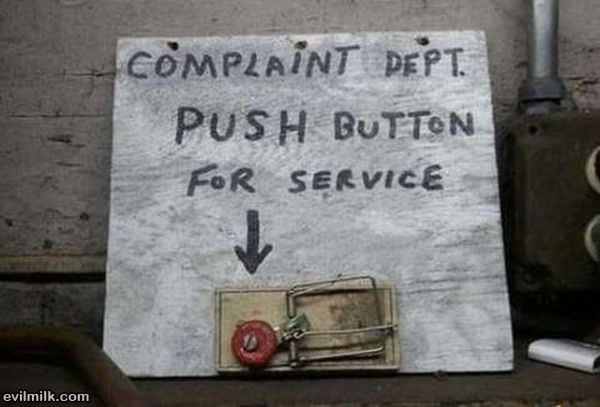 COMPLAINT DEPT.
PUSH BUTTON
FOR SERVICE
evilmilk.com